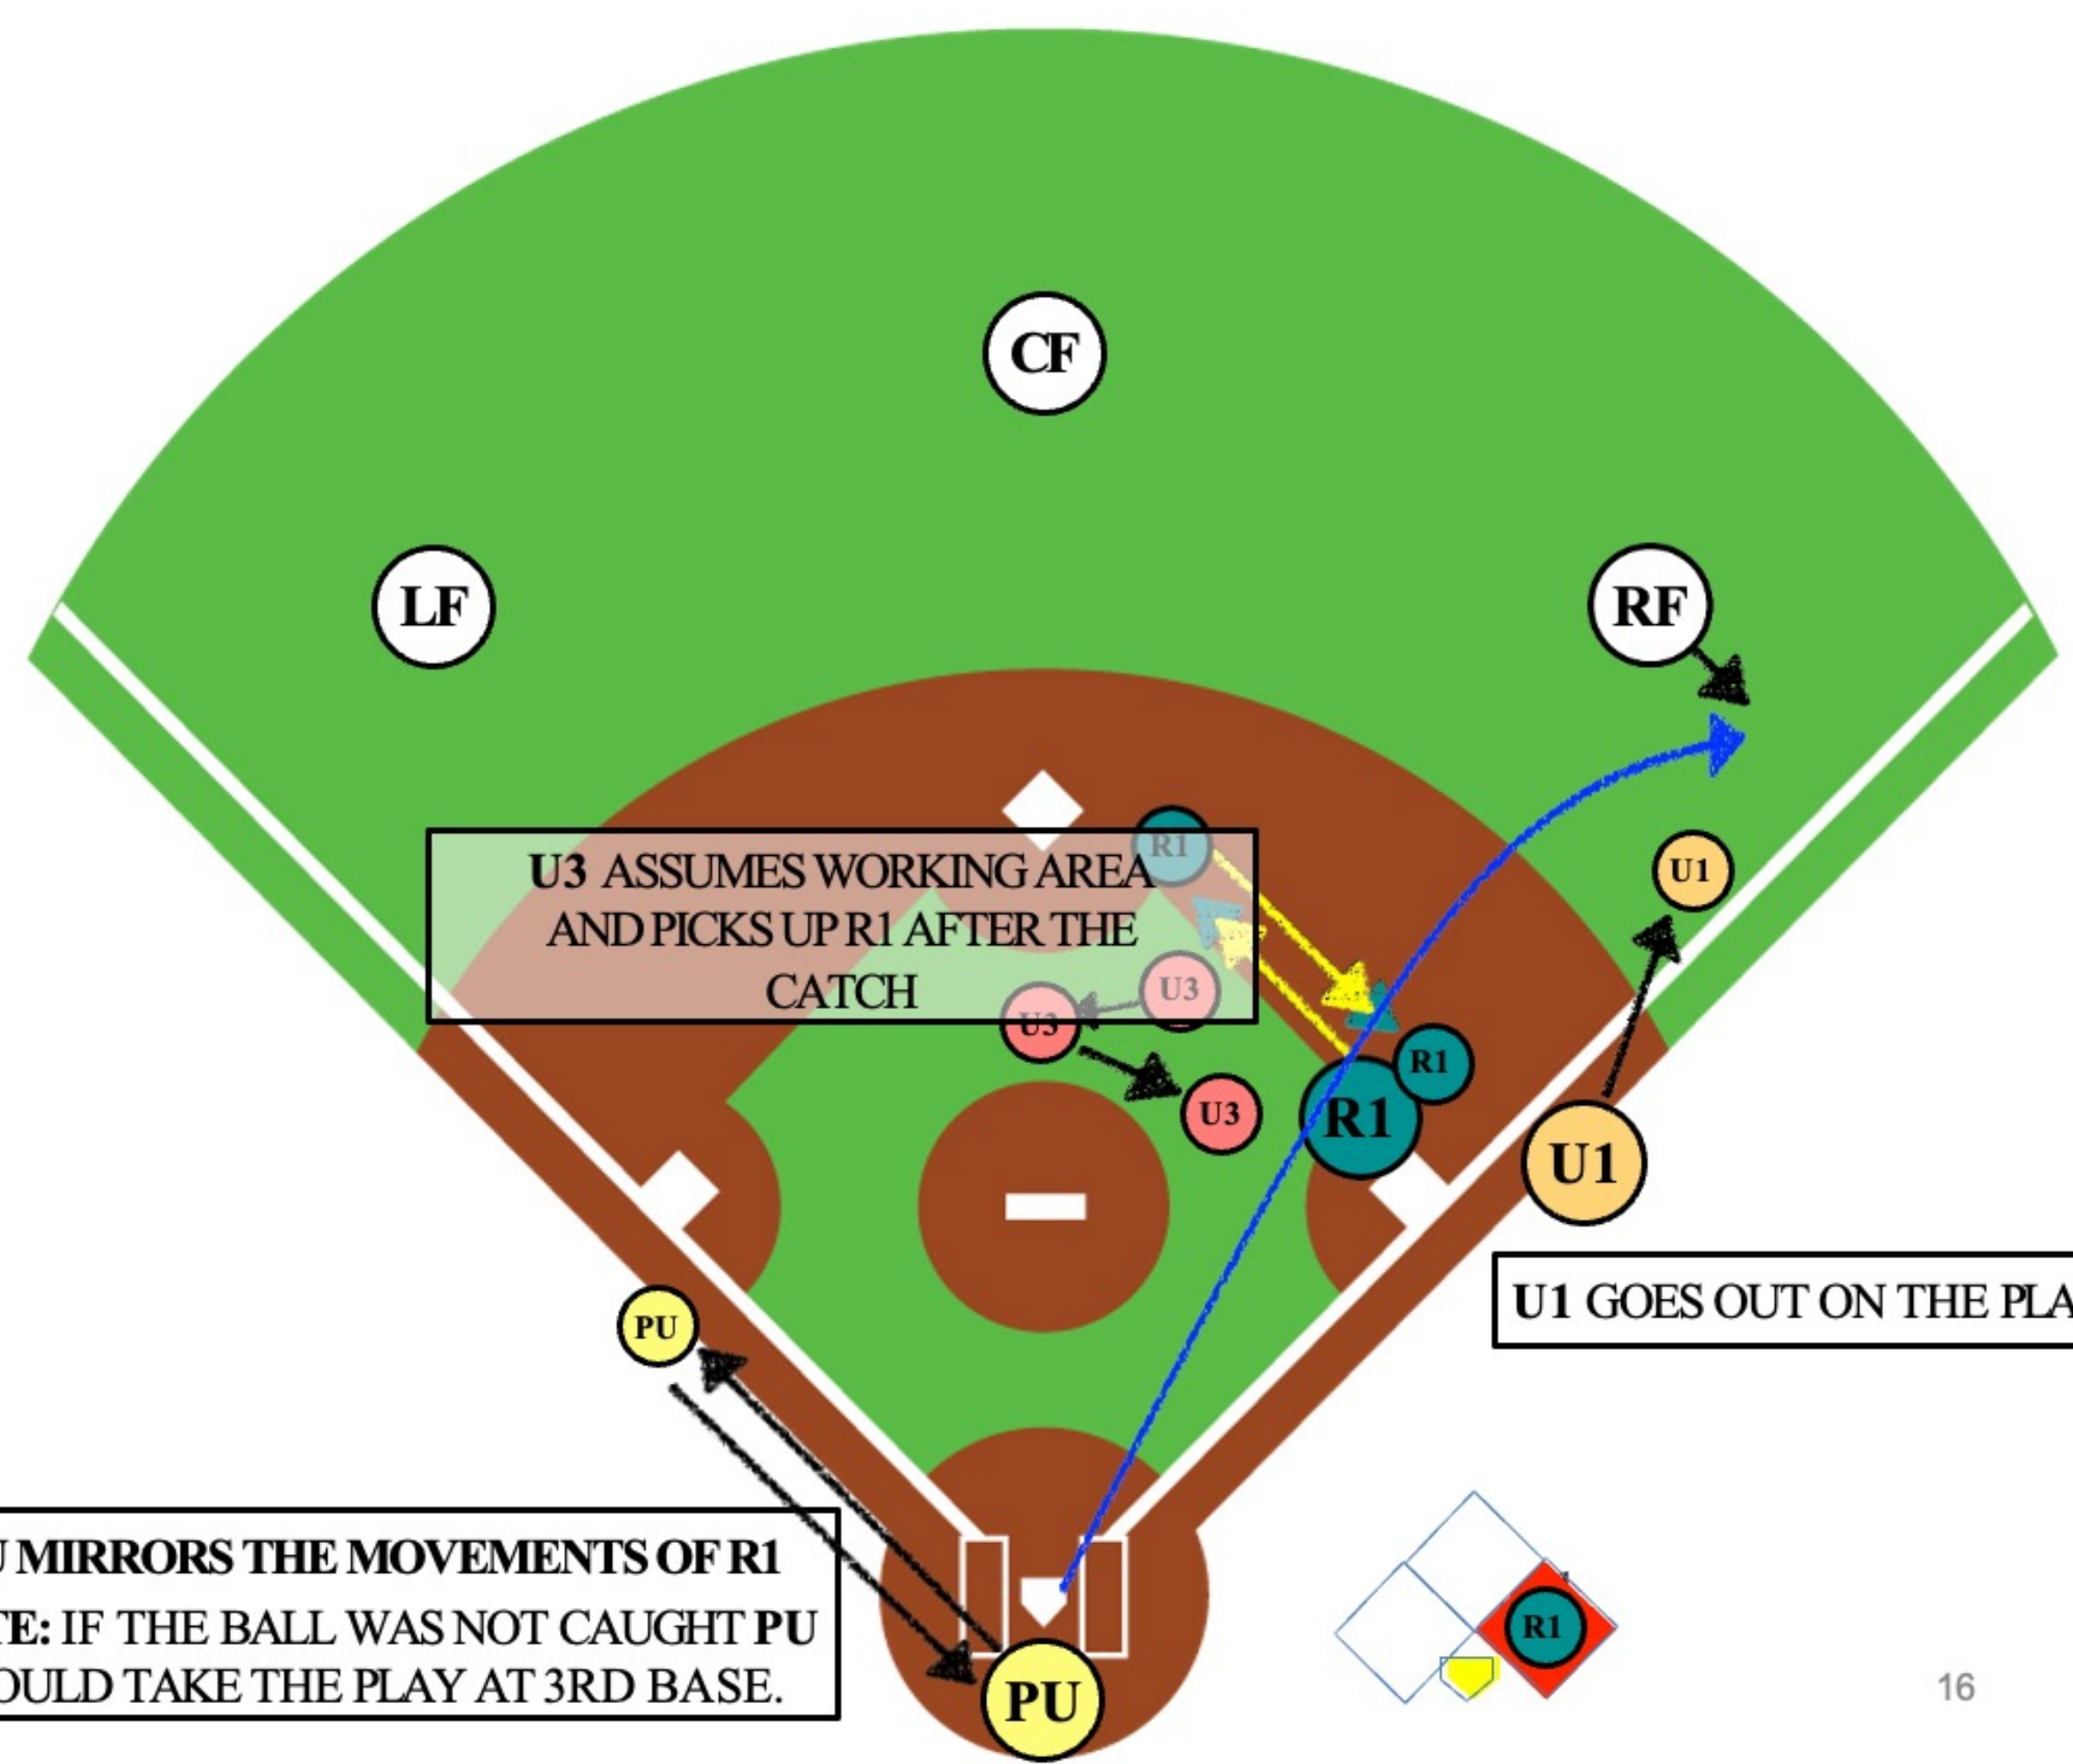 CF
LF
RF
R1
U1
U3 ASSUMES WORKING AREA
AND PICKS UP R1 AFTER THE
CATCH
U3
U3
R1
R1
U3
U1
U1 GOES OUT ON THE PLA
PU
U MIRRORS THE MOVEMENTS OF R1
TE: IF THE BALL WAS NOT CAUGHT PU
OULD TAKE THE PLAY AT 3RD BASE.
R1
PU
16